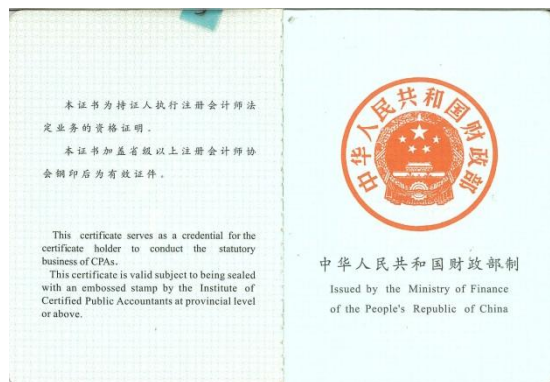 本证书为持证人执行注册会计师法
定业务的资格证明。
本证书加盖省级以上注册会计师协
会钢印后为有效证件。
This certificate serves as a credential for the
certificate holder to conduct the statutory
business of CPAs.
This certificate is valid subject to being sealed
with an embossed stamp by the Institute of
Certified Public Accountants at provincial level
or above.
中华人民共和国财政部
中华人民共和国财政部制
Issued by the Ministry of Finance
of the People's Republic of China